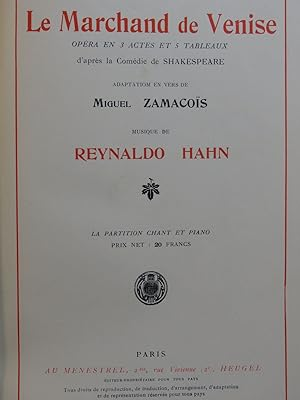 Le Marchand de Venise
OPÉRA EN 3 ACTES ET 5 TABLEAUX
d'après la Comédie de SHAKESPEARE
ADAPTATION EN VERS DE
MIGUEL ZAMACOÏS
MUSIQUE DE
REYNALDO HAHN
LA PARTITION CHANT ET PIANO
PRIX NET : 20 FRANCS
PARIS
AU MENESTREL, 2 bis, rue Vivienne (2e), HEUGEL
ÉDITEUR-PROPRIÉTAIRE POUR TOUS PAYS
Tous droits de reproduction, de traduction, d'arrangement, d'adaptation
et de représentation réservés pour tous pays